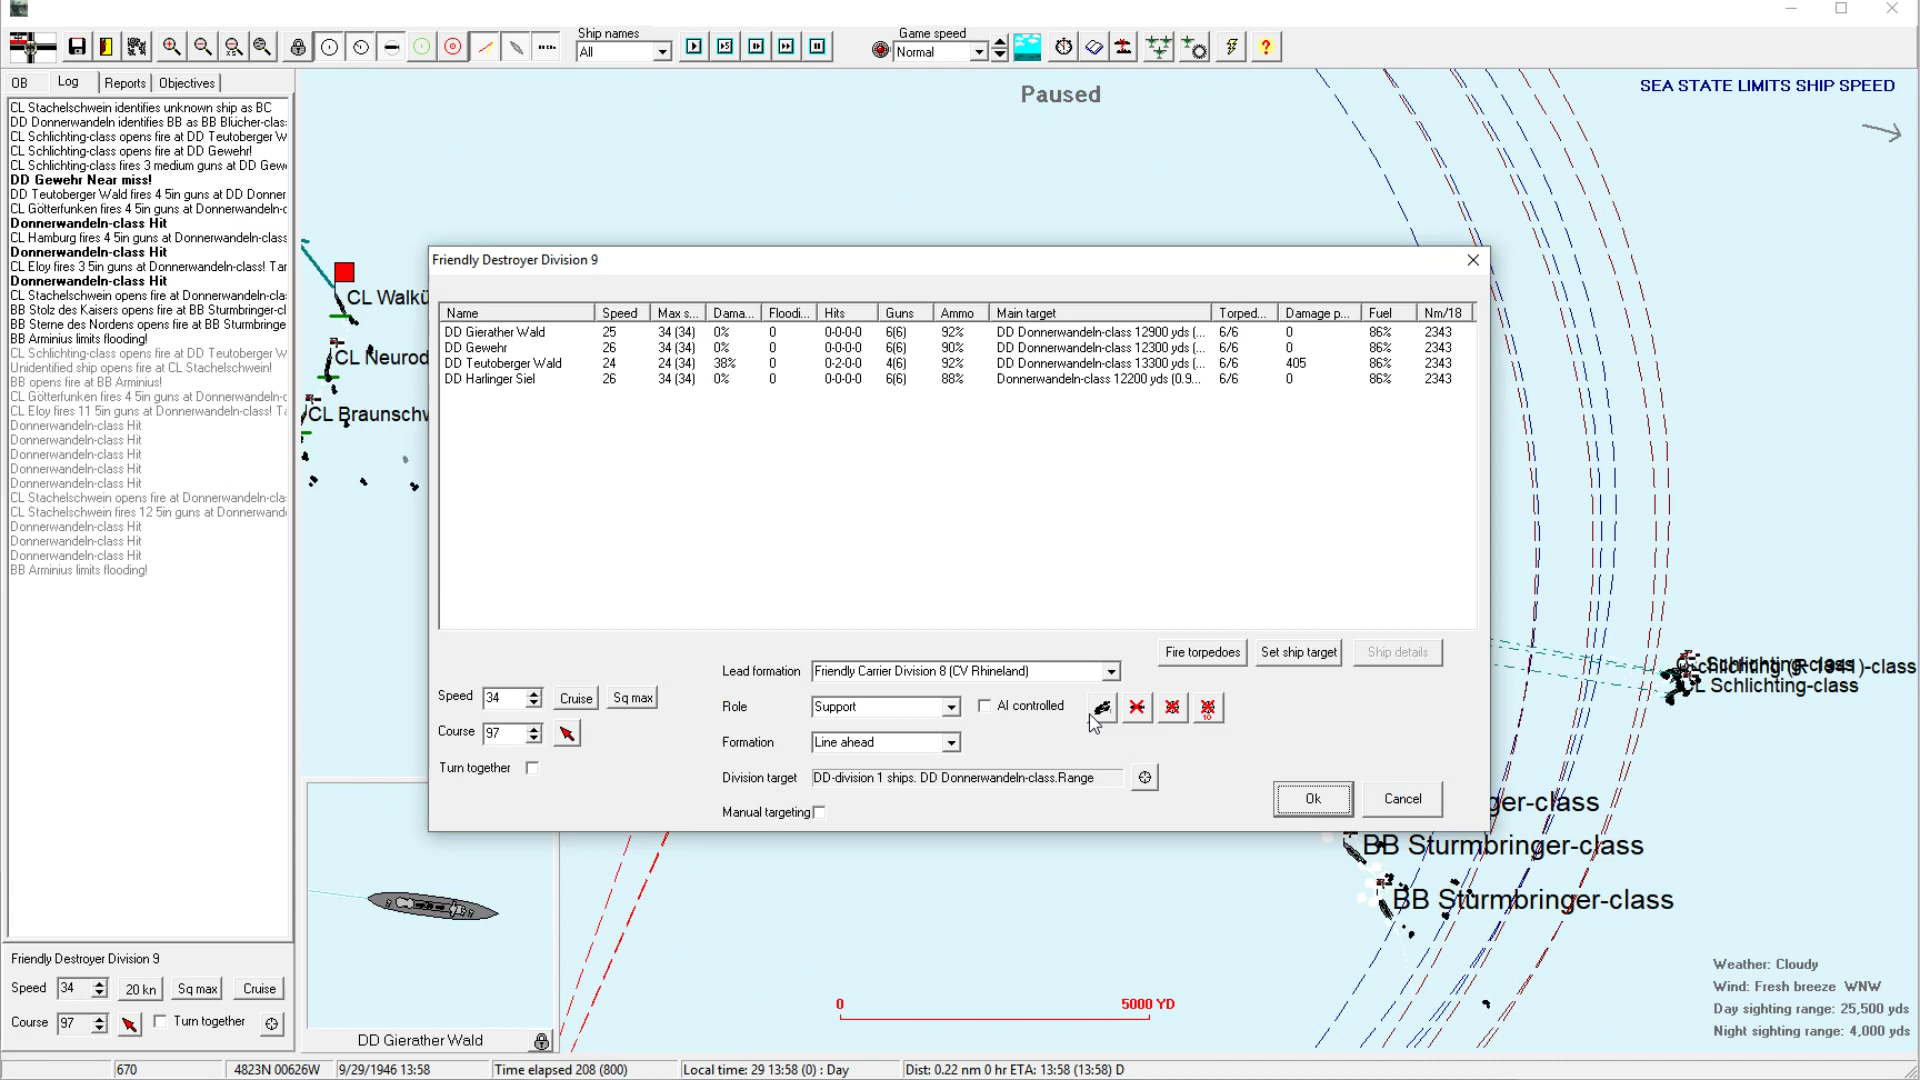 Ship names
All
Game speed
Normal
OB
Log
Reports
Objectives
CL Stachelschwein identifies unknown ship as BC
DD Donnerwandeln identifies BB as BB Blücher-clas
CL Schlichting-class opens fire at DD Teutoberger W
CL Schlichting-class opens fire at DD Gewehr!
CL Schlichting-class fires 3 medium guns at DD Gew
DD Gewehr Near miss!
DD Teutoberger Wald fires 4 5in guns at DD Donner
CL Götterfunken fires 4 5in guns at Donnerwandeln-c
Donnerwandeln-class Hit
CL Hamburg fires 4 5in guns at Donnerwandeln-class
Donnerwandeln-class Hit
CL Eloy fires 3 5in guns at Donnerwandeln-class! Tar
Donnerwandeln-class Hit
CL Stachelschwein opens fire at Donnerwandeln-cla
BB Stolz des Kaisers opens fire at BB Sturmbringer-cl
BB Sterne des Nordens opens fire at BB Sturmbringe
BB Arminius limits flooding!
CL Schlichting-class opens fire at DD Teutoberger W
Unidentified ship opens fire at CL Stachelschwein!
BB opens fire at BB Arminius!
CL Götterfunken fires 4 5in guns at Donnerwandeln-c
CL Eloy fires 11 5in guns at Donnerwandeln-class! Ta
Donnerwandeln-class Hit
Donnerwandeln-class Hit
Donnerwandeln-class Hit
Donnerwandeln-class Hit
Donnerwandeln-class Hit
CL Stachelschwein opens fire at Donnerwandeln-cla
CL Stachelschwein fires 12 5in guns at Donnerwand
Donnerwandeln-class Hit
Donnerwandeln-class Hit
Donnerwandeln-class Hit
BB Arminius limits flooding!
Paused
SEA STATE LIMITS SHIP SPEED
CL Walkü
CL Neurod
CL Braunschw
Friendly Destroyer Division 9
Name Speed Max s... Dama... Floodi... Hits Guns Ammo Main target Torped... Damage p... Fuel Nm/18
DD Gierather Wald 25 34 (34) 0% 0 0-0-0-0 6(6) 92% DD Donnerwandeln-class 12900 yds (... 6/6 0 86% 2343
DD Gewehr 26 34 (34) 0% 0 0-0-0-0 6(6) 90% DD Donnerwandeln-class 12300 yds (... 6/6 0 86% 2343
DD Teutoberger Wald 24 24 (34) 38% 0 0-2-0-0 4(6) 92% DD Donnerwandeln-class 13300 yds (... 6/6 405 86% 2343
DD Harlinger Siel 26 34 (34) 0% 0 0-0-0-0 6(6) 88% Donnerwandeln-class 12200 yds (0.9... 6/6 0 86% 2343
Fire torpedoes
Set ship target
Ship details
Lead formation Friendly Carrier Division 8 (CV Rhineland)
Speed 34 Cruise Sq max
Role Support AI controlled
10
Course 97
Formation Line ahead
Turn together
Division target DD-division 1 ships. DD Donnerwandeln-class.Range
Manual targeting
Ok
Cancel
L Schlichting-class
ger-class
BB Sturmbringer-class
BB Sturmbringer-class
Weather: Cloudy
Wind: Fresh breeze WNW
Day sighting range: 25,500 yds
Night sighting range: 4,000 yds
0
5000 YD
DD Gierather Wald
Friendly Destroyer Division 9
Speed 34 20 kn Sq max Cruise
Course 97 Turn together
670
4823N 00626W
9/29/1946 13:58
Time elapsed 208 (800)
Local time: 29 13:58 (0) : Day
Dist: 0.22 nm 0 hr ETA: 13:58 (13:58) D